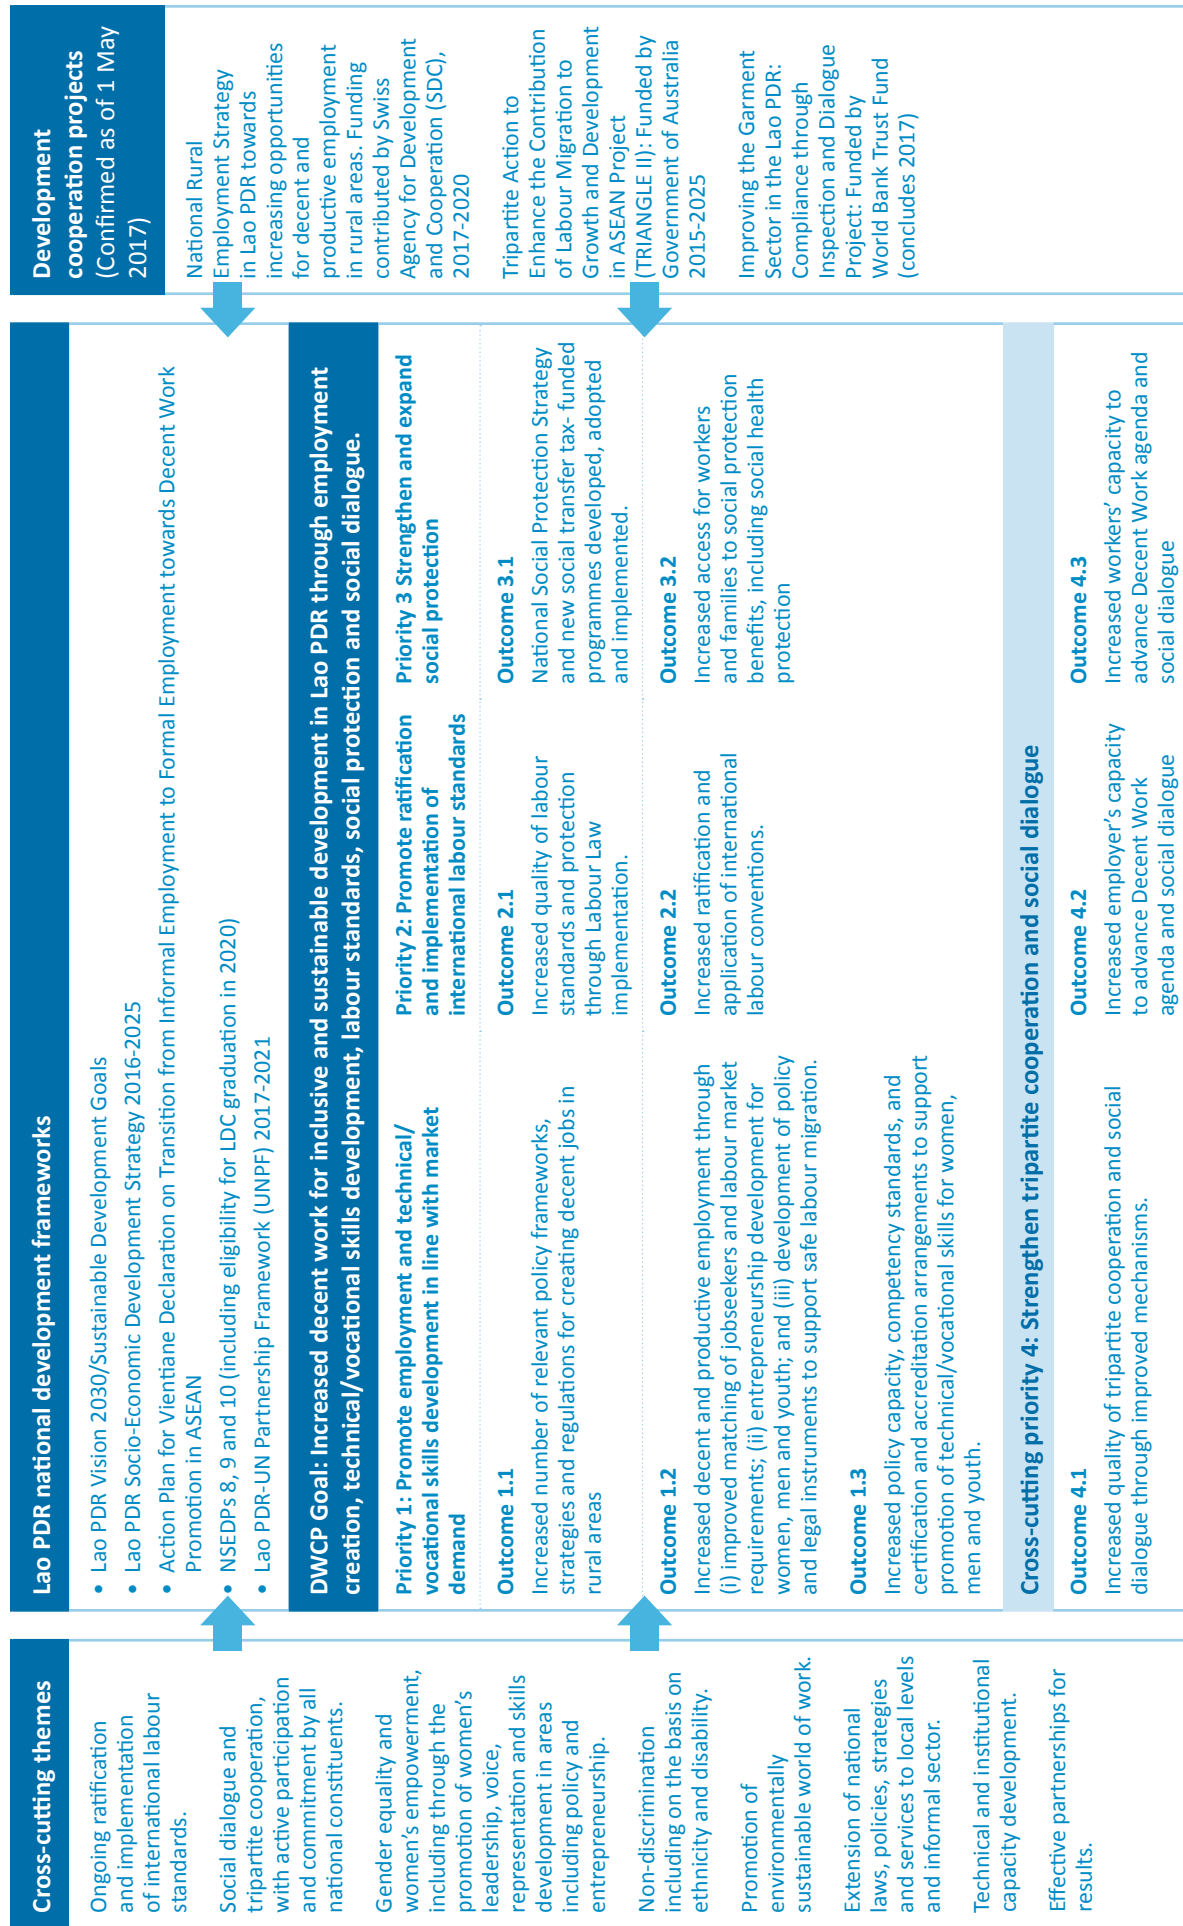 Cross-cutting themes
Ongoing ratification
and implementation
of international labour
standards.
Social dialogue and
tripartite cooperation,
with active participation
and commitment by all
national constituents.
Gender equality and
women's empowerment,
including through the
promotion of women's
leadership, voice,
representation and skills
development in areas
including policy and
entrepreneurship.
Non-discrimination
including on the basis on
ethnicity and disability.
Promotion of
environmentally
sustainable world of work.
Extension of national
laws, policies, strategies
and services to local levels
and informal sector.
Technical and institutional
capacity development.
Effective partnerships for
results.
Lao PDR national development frameworks
• Lao PDR Vision 2030/Sustainable Development Goals
• Lao PDR Socio-Economic Development Strategy 2016-2025
• Action Plan for Vientiane Declaration on Transition from Informal Employment to Formal Employment towards Decent Work
Promotion in ASEAN
• NSEDPs 8, 9 and 10 (including eligibility for LDC graduation in 2020)
• Lao PDR-UN Partnership Framework (UNPF) 2017-2021
DWCP Goal: Increased decent work for inclusive and sustainable development in Lao PDR through employment
creation, technical/vocational skills development, labour standards, social protection and social dialogue.
Priority 1: Promote employment and technical/
vocational skills development in line with market
demand
Priority 2: Promote ratification
and implementation of
international labour standards
Priority 3 Strengthen and expand
social protection
Outcome 1.1
Increased number of relevant policy frameworks,
strategies and regulations for creating decent jobs in
rural areas
Outcome 2.1
Increased quality of labour
standards and protection
through Labour Law
implementation.
Outcome 3.1
National Social Protection Strategy
and new social transfer tax- funded
programmes developed, adopted
and implemented.
Outcome 1.2
Increased decent and productive employment through
(i) improved matching of jobseekers and labour market
requirements; (ii) entrepreneurship development for
women, men and youth; and (iii) development of policy
and legal instruments to support safe labour migration.
Outcome 2.2
Increased ratification and
application of international
labour conventions.
Outcome 3.2
Increased access for workers
and families to social protection
benefits, including social health
protection
Outcome 1.3
Increased policy capacity, competency standards, and
certification and accreditation arrangements to support
promotion of technical/vocational skills for women,
men and youth.
Cross-cutting priority 4: Strengthen tripartite cooperation and social dialogue
Outcome 4.1
Increased quality of tripartite cooperation and social
dialogue through improved mechanisms.
Outcome 4.2
Increased employer's capacity
to advance Decent Work
agenda and social dialogue
Outcome 4.3
Increased workers' capacity to
advance Decent Work agenda and
social dialogue
Development
cooperation projects
(Confirmed as of 1 May
2017)
National Rural
Employment Strategy
in Lao PDR towards
increasing opportunities
for decent and
productive employment
in rural areas. Funding
contributed by Swiss
Agency for Development
and Cooperation (SDC),
2017-2020
Tripartite Action to
Enhance the Contribution
of Labour Migration to
Growth and Development
in ASEAN Project
(TRIANGLE II): Funded by
Government of Australia
2015-2025
Improving the Garment
Sector in the Lao PDR:
Compliance through
Inspection and Dialogue
Project: Funded by
World Bank Trust Fund
(concludes 2017)